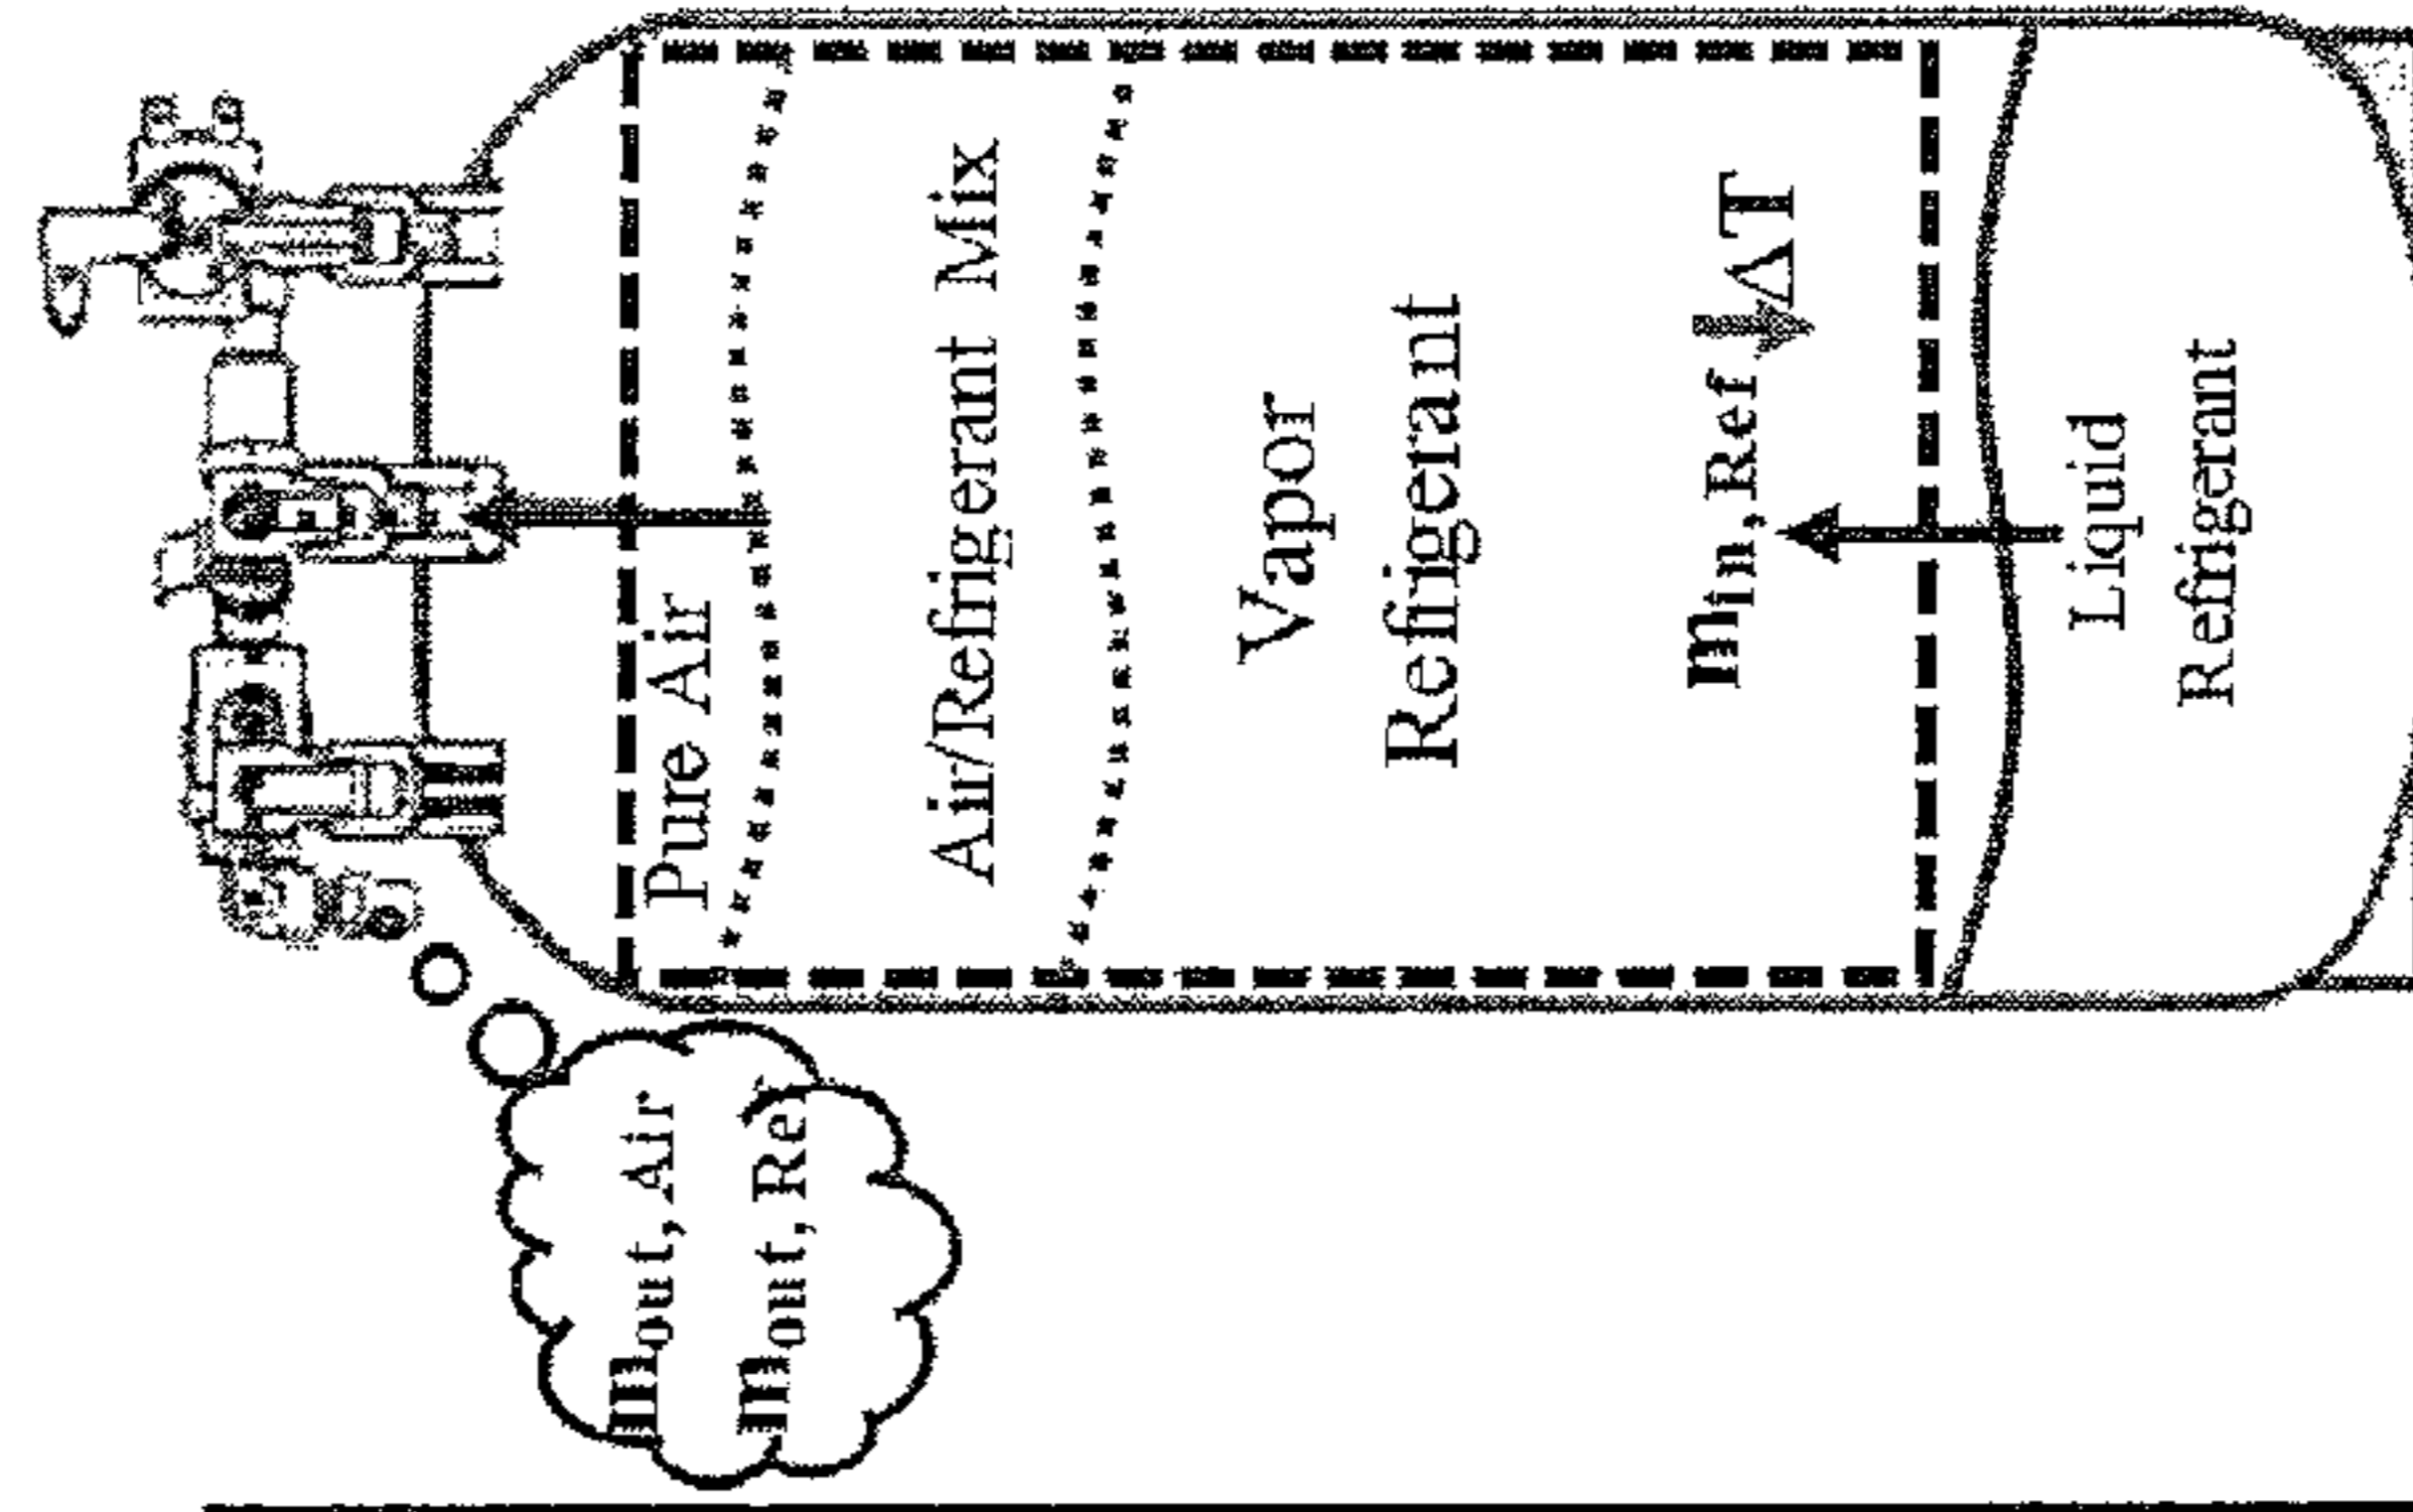 Pure Air
Air/Refrigerant Mix
Vapor
Refrigerant
min, Ref ↓ΔT
Liquid
Refrigerant
mout, Air
mout, Ref